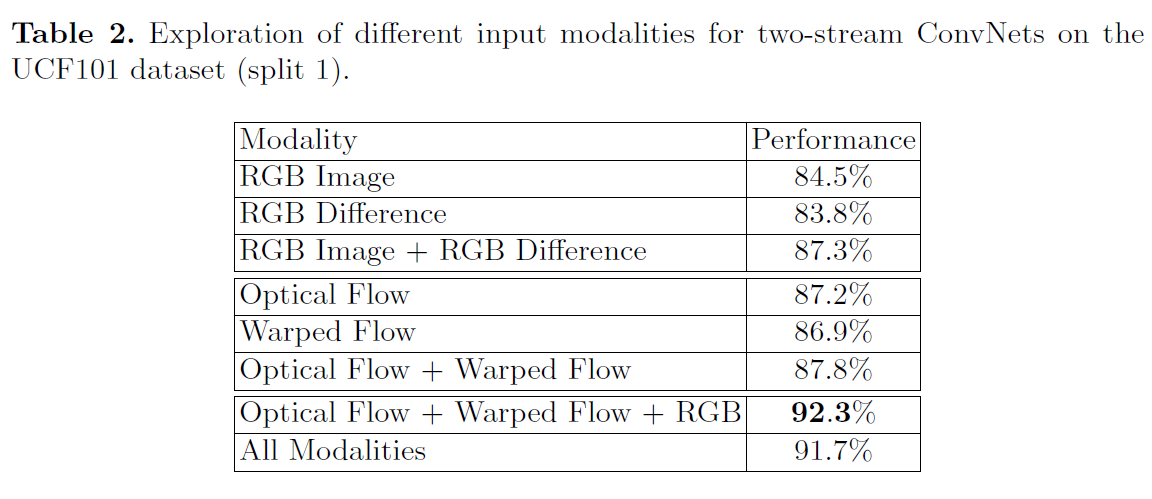 Table 2. Exploration of different input modalities for two-stream ConvNets on the
UCF101 dataset (split 1).
Modality Performance
RGB Image 84.5%
RGB Difference 83.8%
RGB Image + RGB Difference 87.3%
Optical Flow 87.2%
Warped Flow 86.9%
Optical Flow + Warped Flow 87.8%
Optical Flow + Warped Flow + RGB 92.3%
All Modalities 91.7%